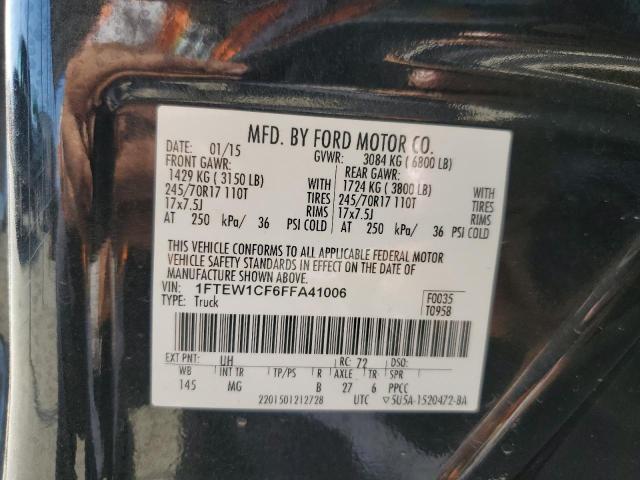 MFD. BY FORD MOTOR CO.
DATE: 01/15 GVWR: 3084 KG ( 6800 LB)
FRONT GAWR: REAR GAWR:
1429 KG ( 3150 LB) WITH 1724 KG ( 3800 LB) WITH
245/70R17 110T TIRES 245/70R17 110T TIRES
17x7.5J RIMS 17x7.5J RIMS
AT 250 kPa/ 36 PSI COLD AT 250 kPa/ 36 PSI COLD
THIS VEHICLE CONFORMS TO ALL APPLICABLE FEDERAL MOTOR
VEHICLE SAFETY STANDARDS IN EFFECT ON THE DATE OF
MANUFACTURE SHOWN ABOVE.
VIN: 1FTEW1CF6FFA41006 F0035
TYPE: Truck T0958
EXT PNT: UH RC: 72 DSO:
WB INT TR TP/PS R AXLE TR SPR
145 MG B 27 6 PPCC
2201501212728 UTC ▽5U5A-1520472-BA